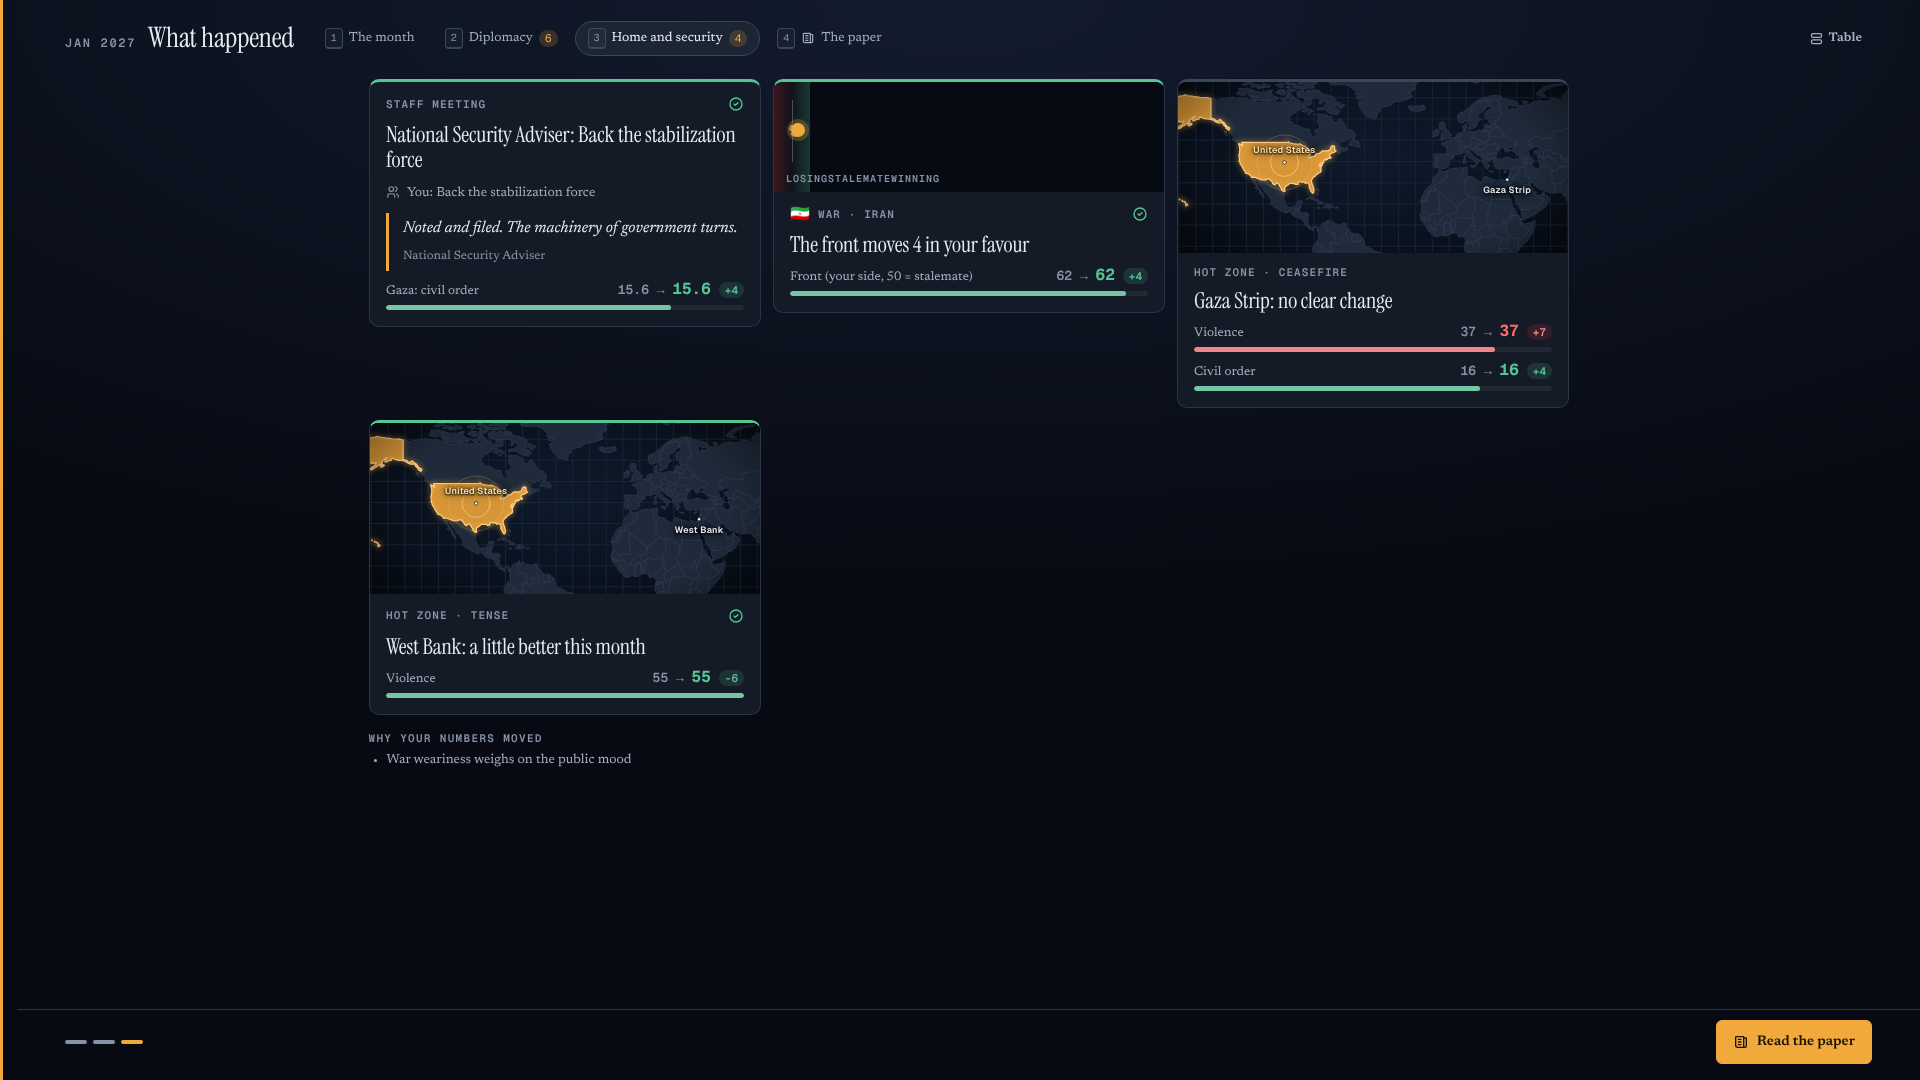 JAN 2027 What happened
1 The month
2 Diplomacy 6
3 Home and security 4
4 The paper
Table
STAFF MEETING
National Security Adviser: Back the stabilization
force
You: Back the stabilization force
Noted and filed. The machinery of government turns.
National Security Adviser
Gaza: civil order 15.6 → 15.6 +4
LOSINGSTALEMATEWINNING
WAR · IRAN
The front moves 4 in your favour
Front (your side, 50 = stalemate) 62 → 62 +4
United States
Gaza Strip
HOT ZONE · CEASEFIRE
Gaza Strip: no clear change
Violence 37 → 37 +7
Civil order 16 → 16 +4
United States
West Bank
HOT ZONE · TENSE
West Bank: a little better this month
Violence 55 → 55 -6
WHY YOUR NUMBERS MOVED
• War weariness weighs on the public mood
Read the paper